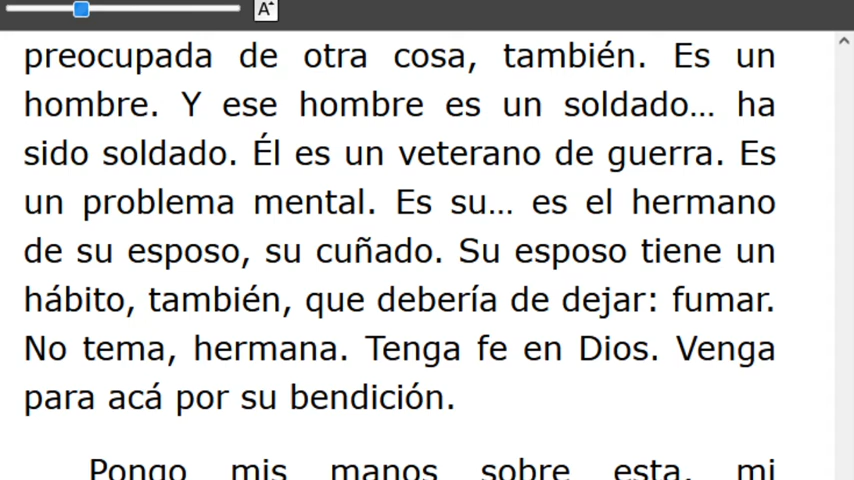 A
preocupada de otra cosa, también. Es un
hombre. Y ese hombre es un soldado… ha
sido soldado. Él es un veterano de guerra. Es
un problema mental. Es su… es el hermano
de su esposo, su cuñado. Su esposo tiene un
hábito, también, que debería de dejar: fumar.
No tema, hermana. Tenga fe en Dios. Venga
para acá por su bendición.
Pongo mis manos sobre esta, mi